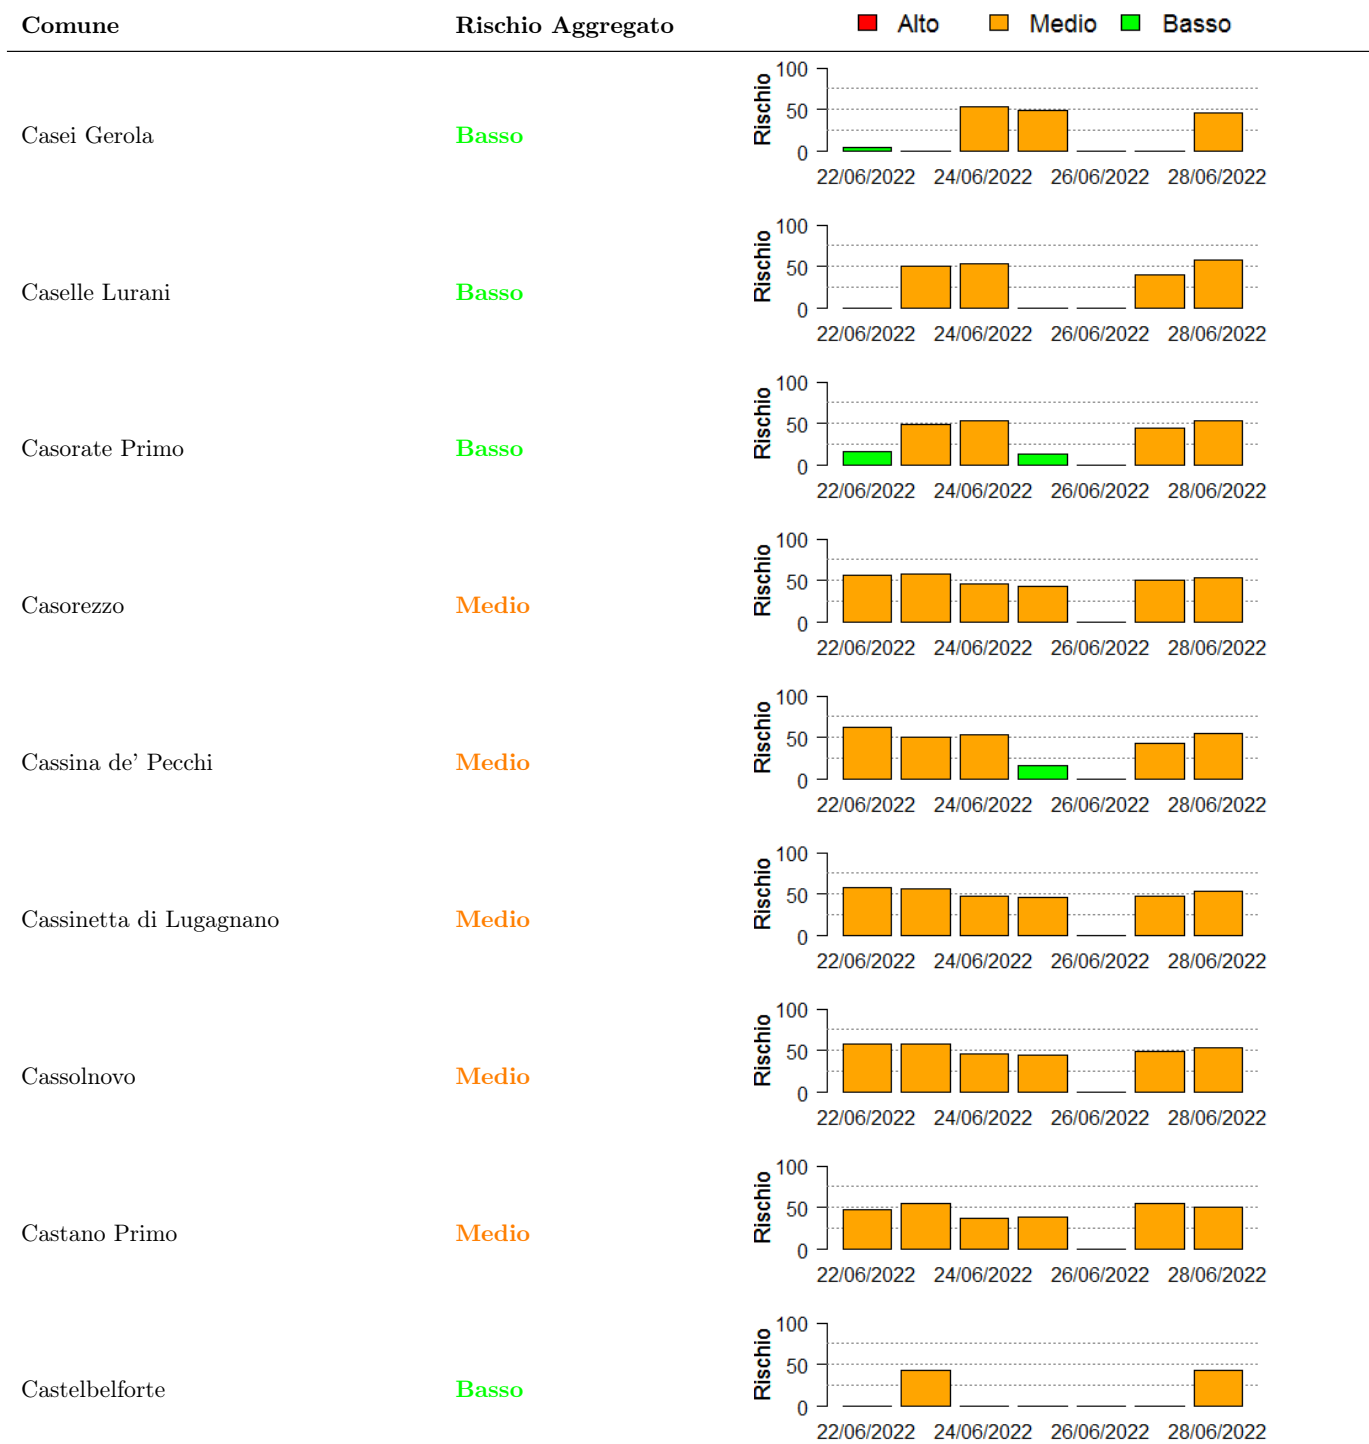 Comune Rischio Aggregato Alto Medio Basso
100
50
0
Rischio
Casei Gerola Basso
22/06/2022 24/06/2022 26/06/2022 28/06/2022
100
50
0
Rischio
Caselle Lurani Basso
22/06/2022 24/06/2022 26/06/2022 28/06/2022
100
50
0
Rischio
Casorate Primo Basso
22/06/2022 24/06/2022 26/06/2022 28/06/2022
100
50
0
Rischio
Casorezzo Medio
22/06/2022 24/06/2022 26/06/2022 28/06/2022
100
50
0
Rischio
Cassina de' Pecchi Medio
22/06/2022 24/06/2022 26/06/2022 28/06/2022
100
50
0
Rischio
Cassinetta di Lugagnano Medio
22/06/2022 24/06/2022 26/06/2022 28/06/2022
100
50
0
Rischio
Cassolnovo Medio
22/06/2022 24/06/2022 26/06/2022 28/06/2022
100
50
0
Rischio
Castano Primo Medio
22/06/2022 24/06/2022 26/06/2022 28/06/2022
100
50
0
Rischio
Castelbelforte Basso
22/06/2022 24/06/2022 26/06/2022 28/06/2022